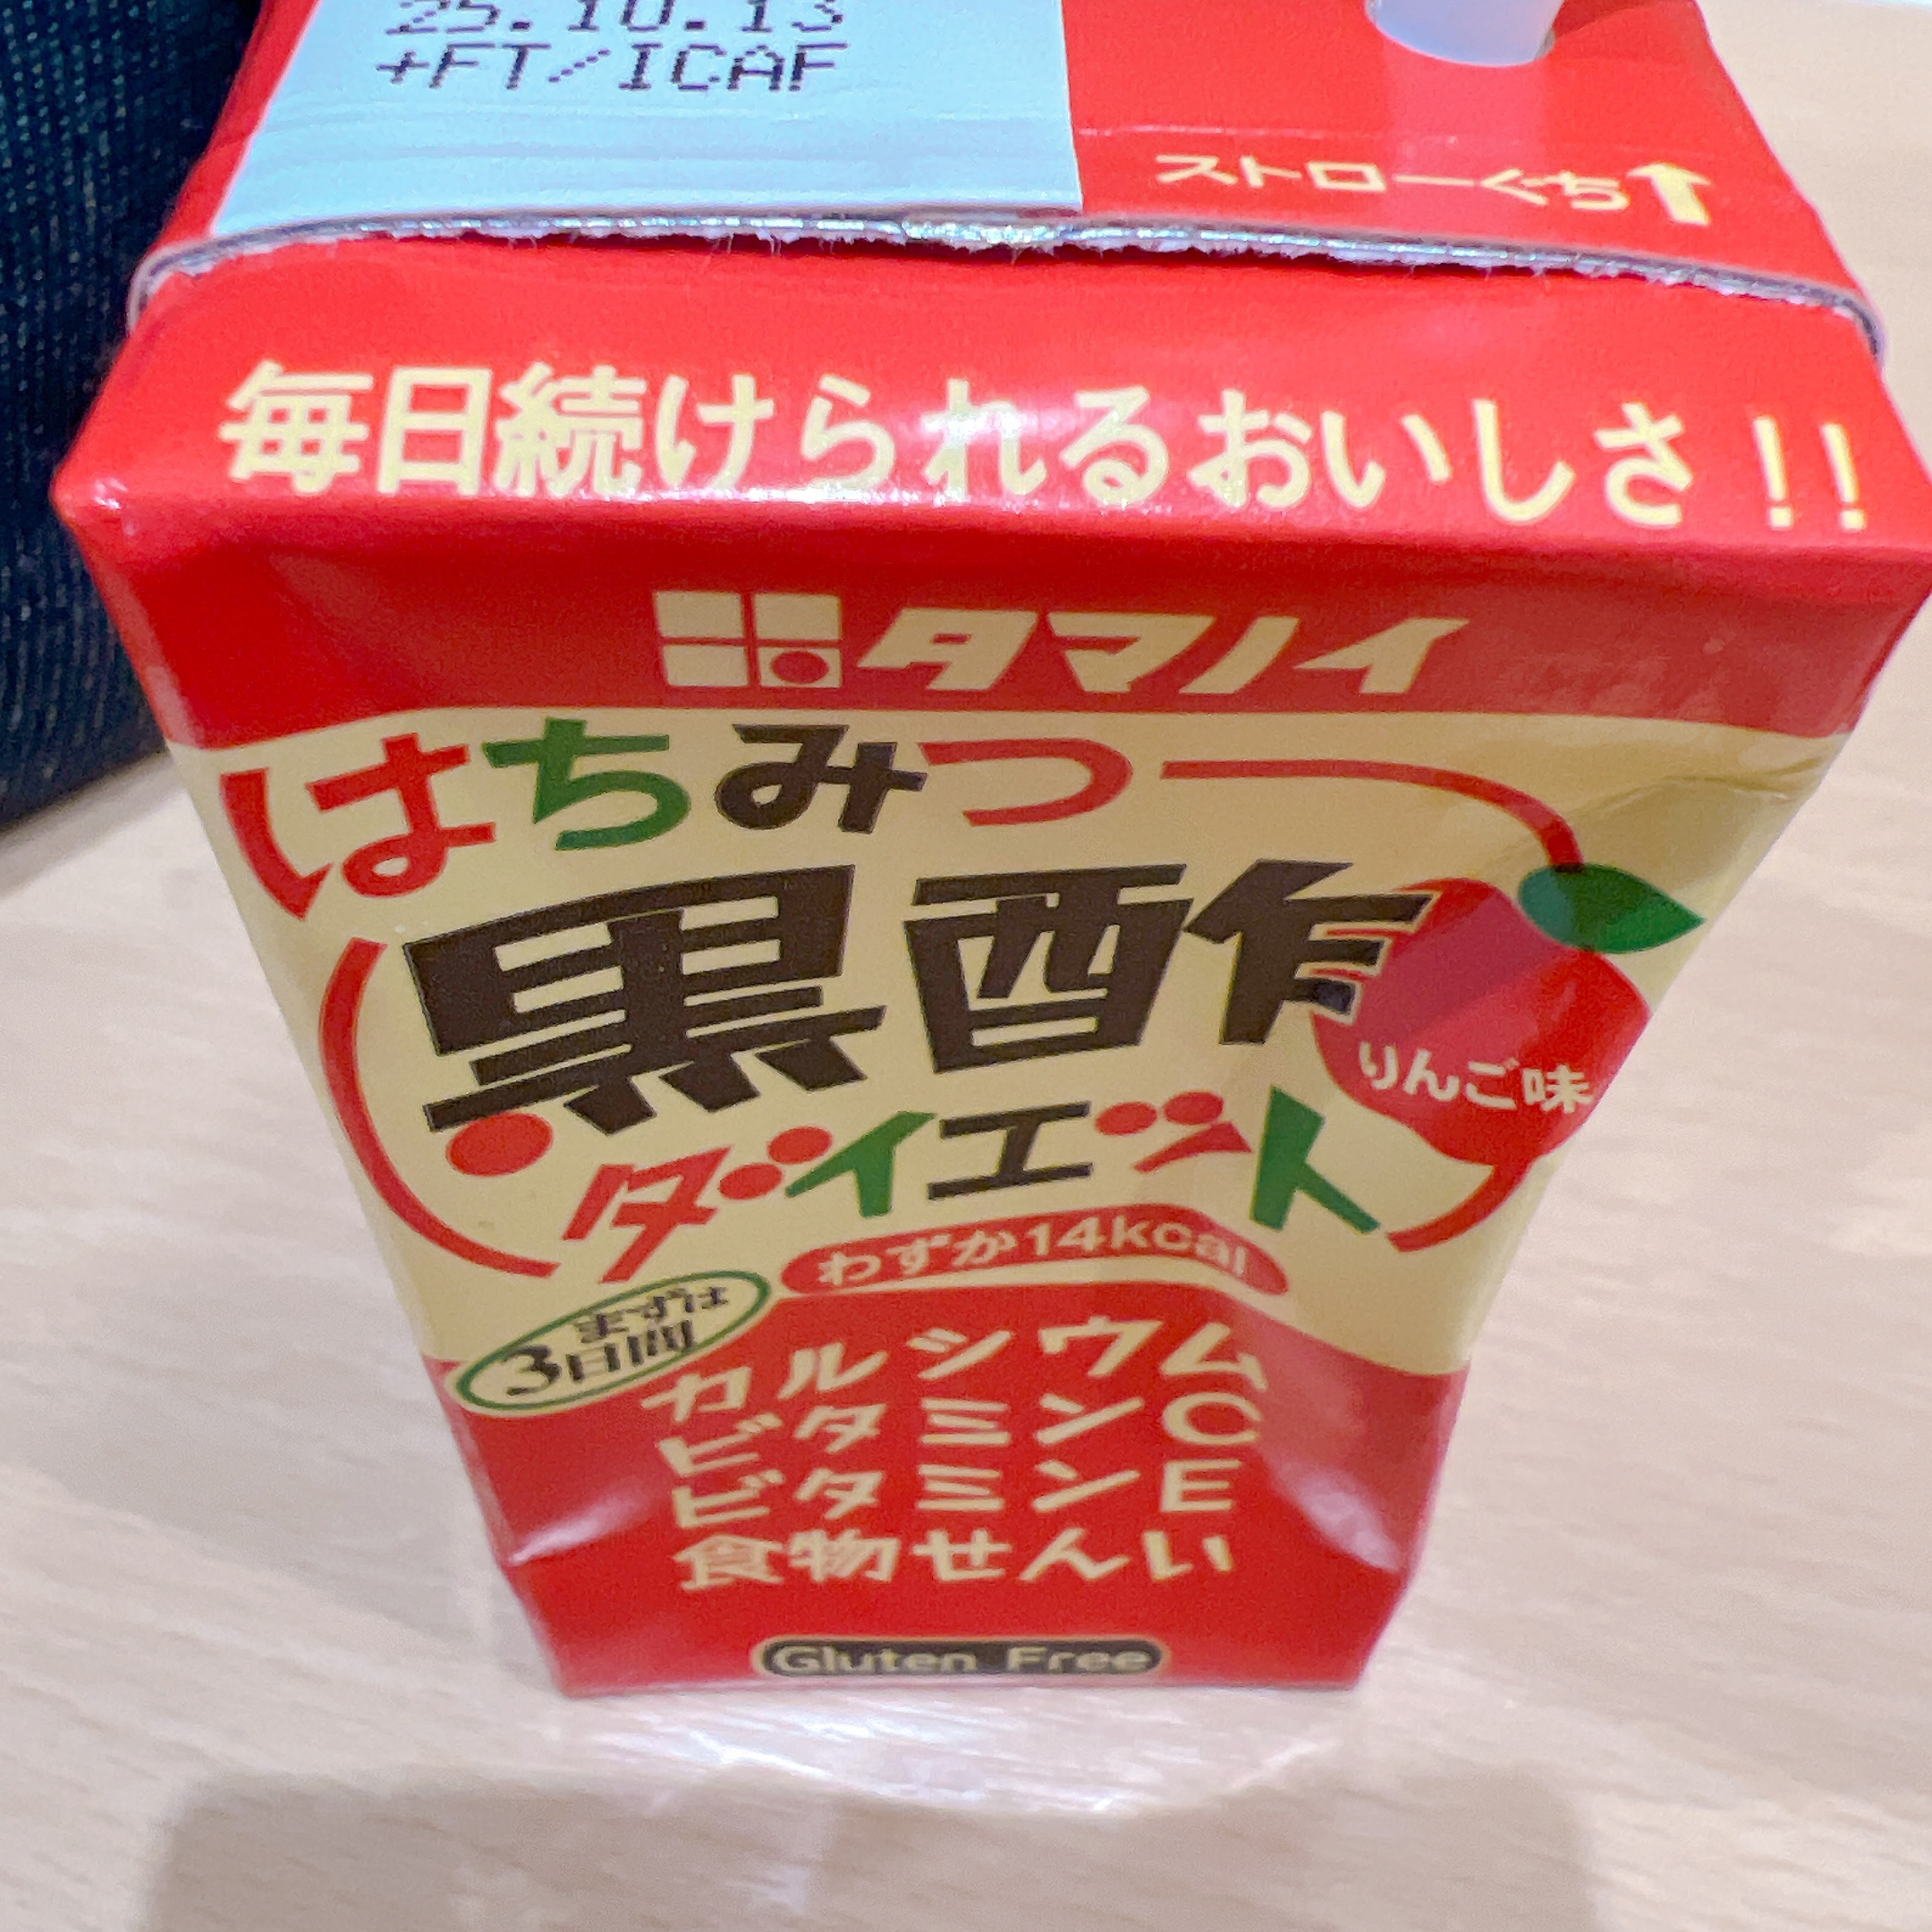 25.10.13
+FT/ICAF
ストローぐち
毎日続けられるおいしさ!!
タマノイ
はちみつ
黒酢
りんご味
ダイエット
わずか14kcal
まずは
3日間
カルシウム
ビタミンC
ビタミンE
食物せんい
Gluten Free